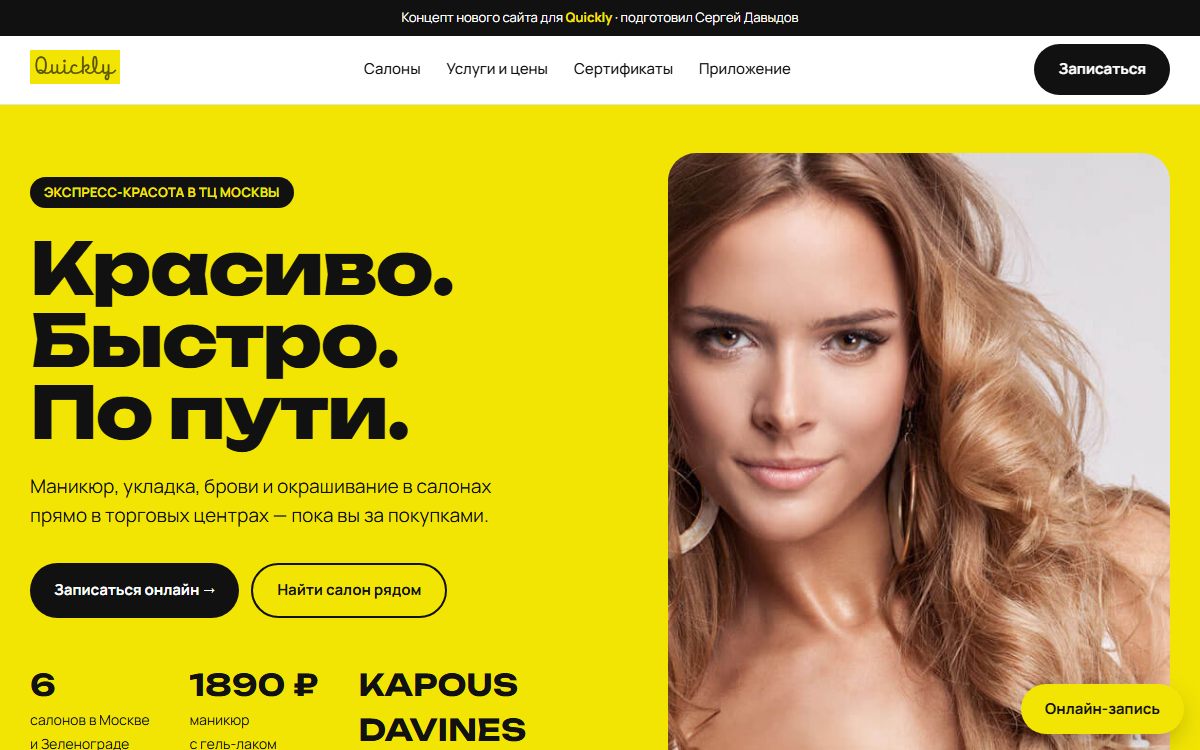 Концепт нового сайта для Quickly · подготовил Сергей Давыдов
Quickly
Салоны
Услуги и цены
Сертификаты
Приложение
Записаться
ЭКСПРЕСС-КРАСОТА В ТЦ МОСКВЫ
Красиво.
Быстро.
По пути.
Маникюр, укладка, брови и окрашивание в салонах
прямо в торговых центрах — пока вы за покупками.
Записаться онлайн →
Найти салон рядом
6
салонов в Москве
и Зеленограде
1890 ₽
маникюр
с гель-лаком
KAPOUS
DAVINES
Онлайн-запись